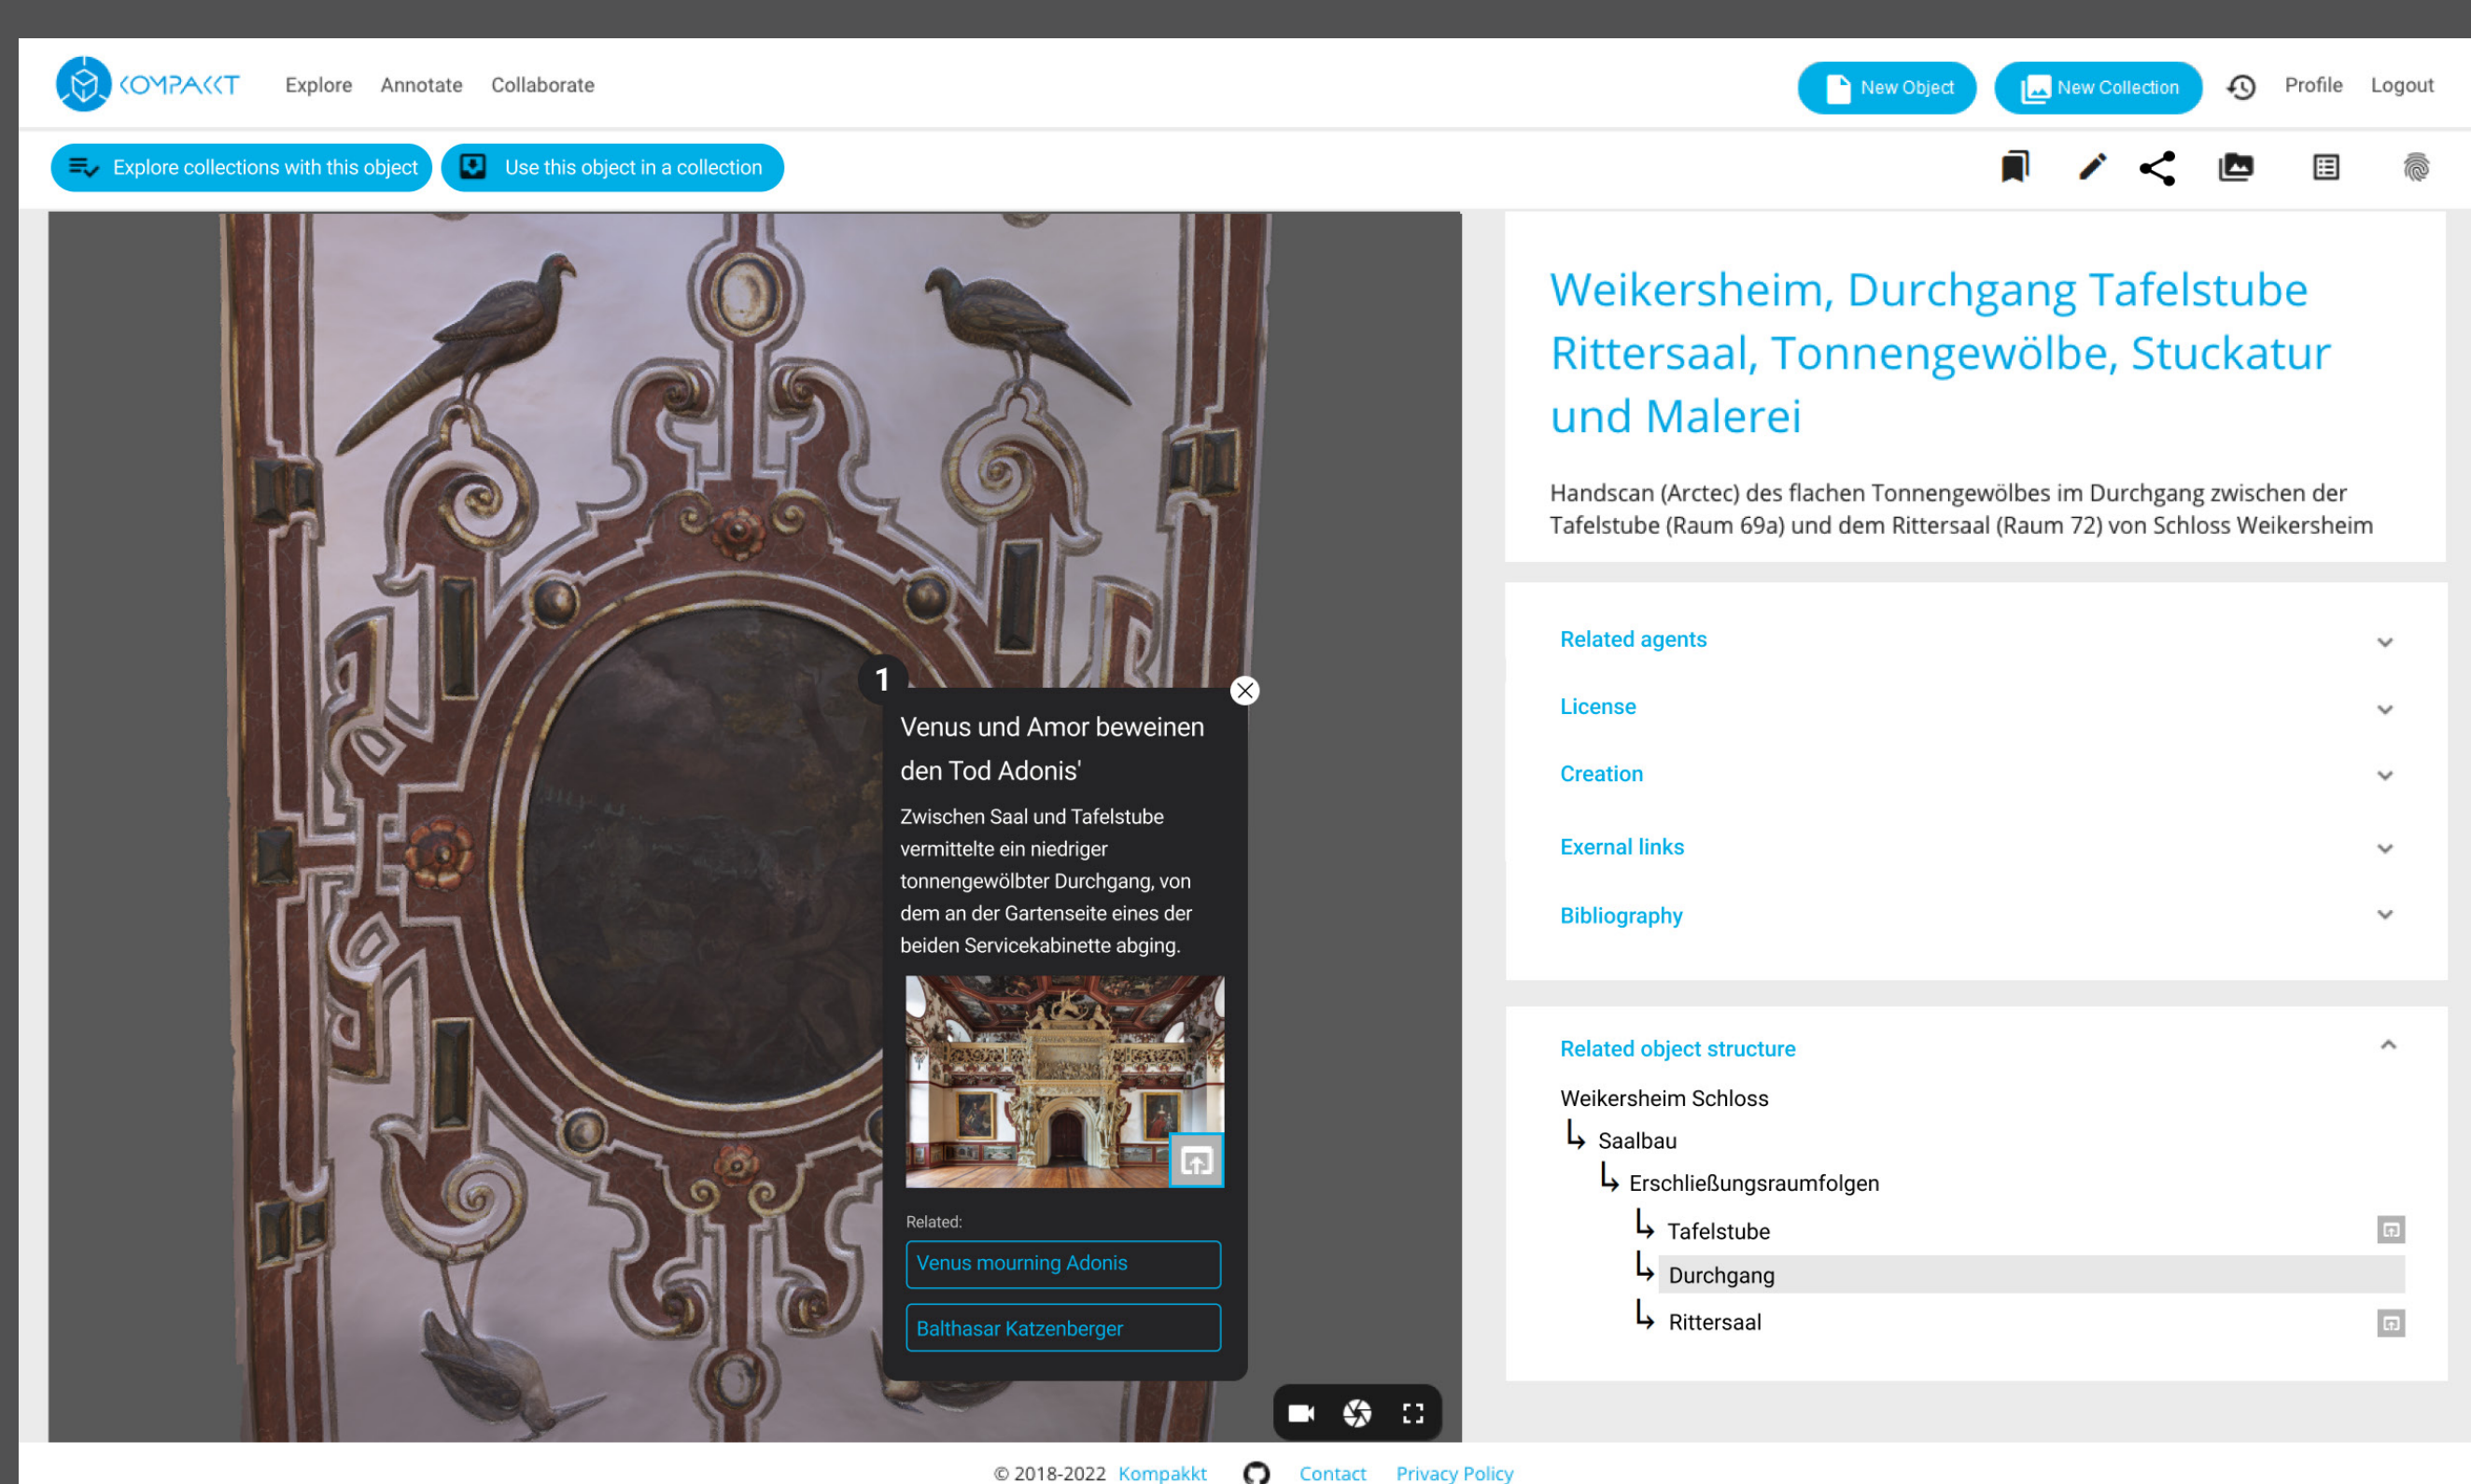 KOMPAKKT
Explore
Annotate
Collaborate
New Object
New Collection
Profile
Logout
Explore collections with this object
Use this object in a collection
Weikersheim, Durchgang Tafelstube
Rittersaal, Tonnengewölbe, Stuckatur
und Malerei
Handscan (Arctec) des flachen Tonnengewölbes im Durchgang zwischen der
Tafelstube (Raum 69a) und dem Rittersaal (Raum 72) von Schloss Weikersheim
1
Venus und Amor beweinen
den Tod Adonis'
Zwischen Saal und Tafelstube
vermittelte ein niedriger
tonnengewölbter Durchgang, von
dem an der Gartenseite eines der
beiden Servicekabinette abging.
Related:
Venus mourning Adonis
Balthasar Katzenberger
Related agents
License
Creation
Exernal links
Bibliography
Related object structure
Weikersheim Schloss
Saalbau
Erschließungsraumfolgen
Tafelstube
Durchgang
Rittersaal
© 2018-2022 Kompakkt
Contact
Privacy Policy